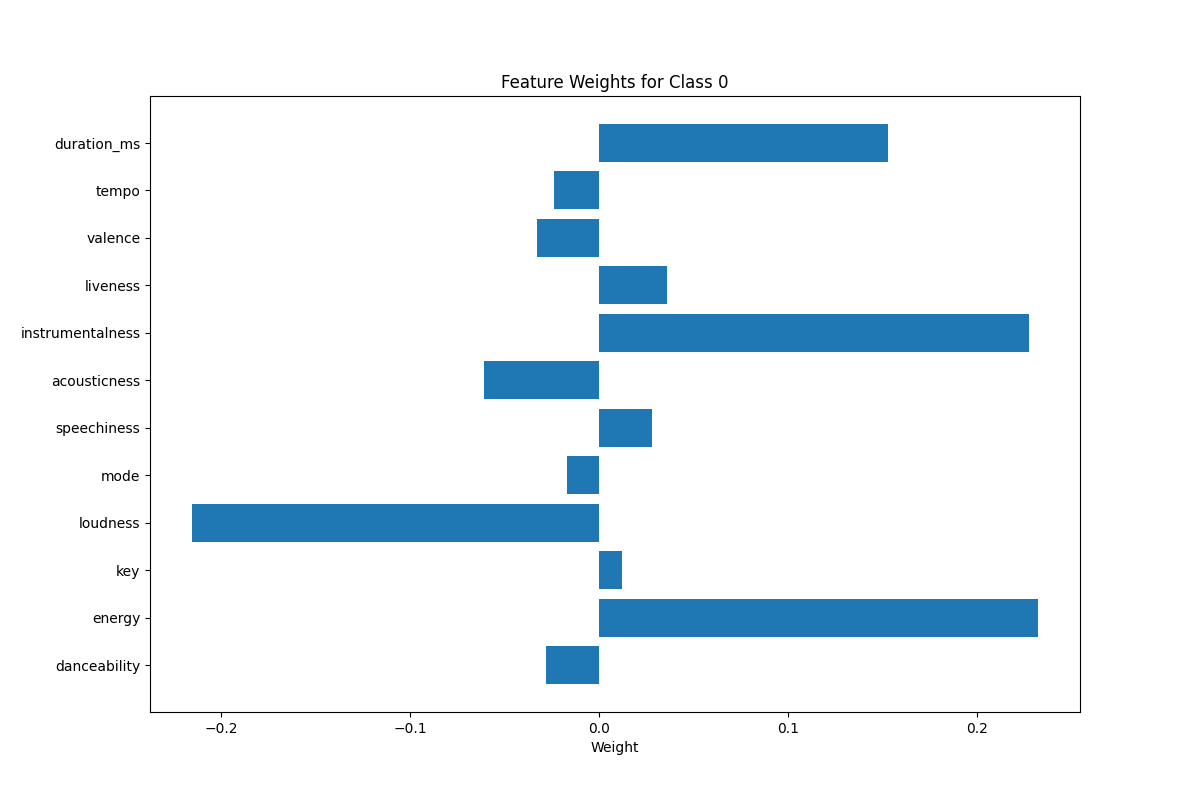 Feature Weights for Class 0
duration_ms
tempo
valence
liveness
instrumentalness
acousticness
speechiness
mode
loudness
key
energy
danceability
−0.2 −0.1 0.0 0.1 0.2
Weight